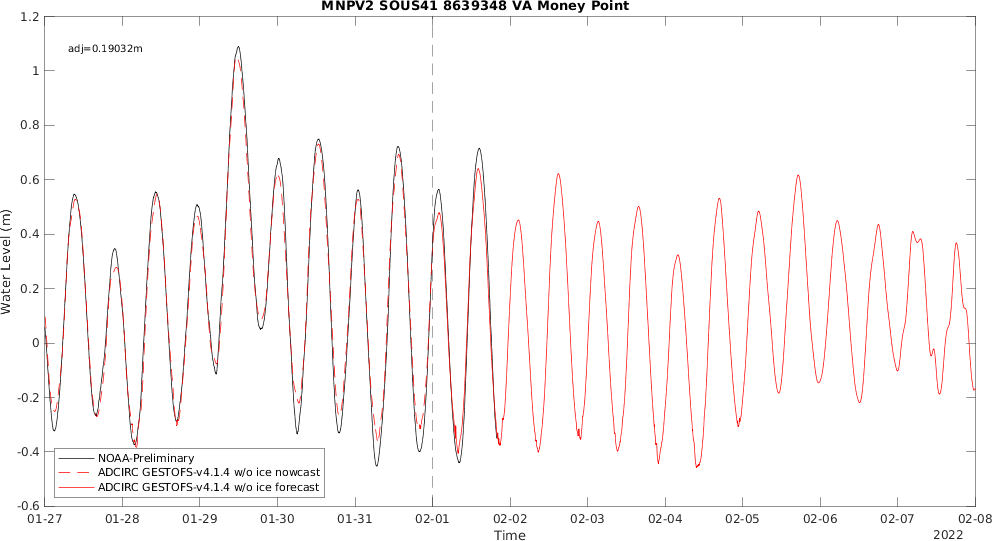 MNPV2 SOUS41 8639348 VA Money Point
adj=0.19032m
1.2
1
0.8
0.6
0.4
0.2
0
-0.2
-0.4
-0.6
Water Level (m)
NOAA-Preliminary
ADCIRC GESTOFS-v4.1.4 w/o ice nowcast
ADCIRC GESTOFS-v4.1.4 w/o ice forecast
01-27 01-28 01-29 01-30 01-31 02-01 02-02 02-03 02-04 02-05 02-06 02-07 02-08
Time
2022